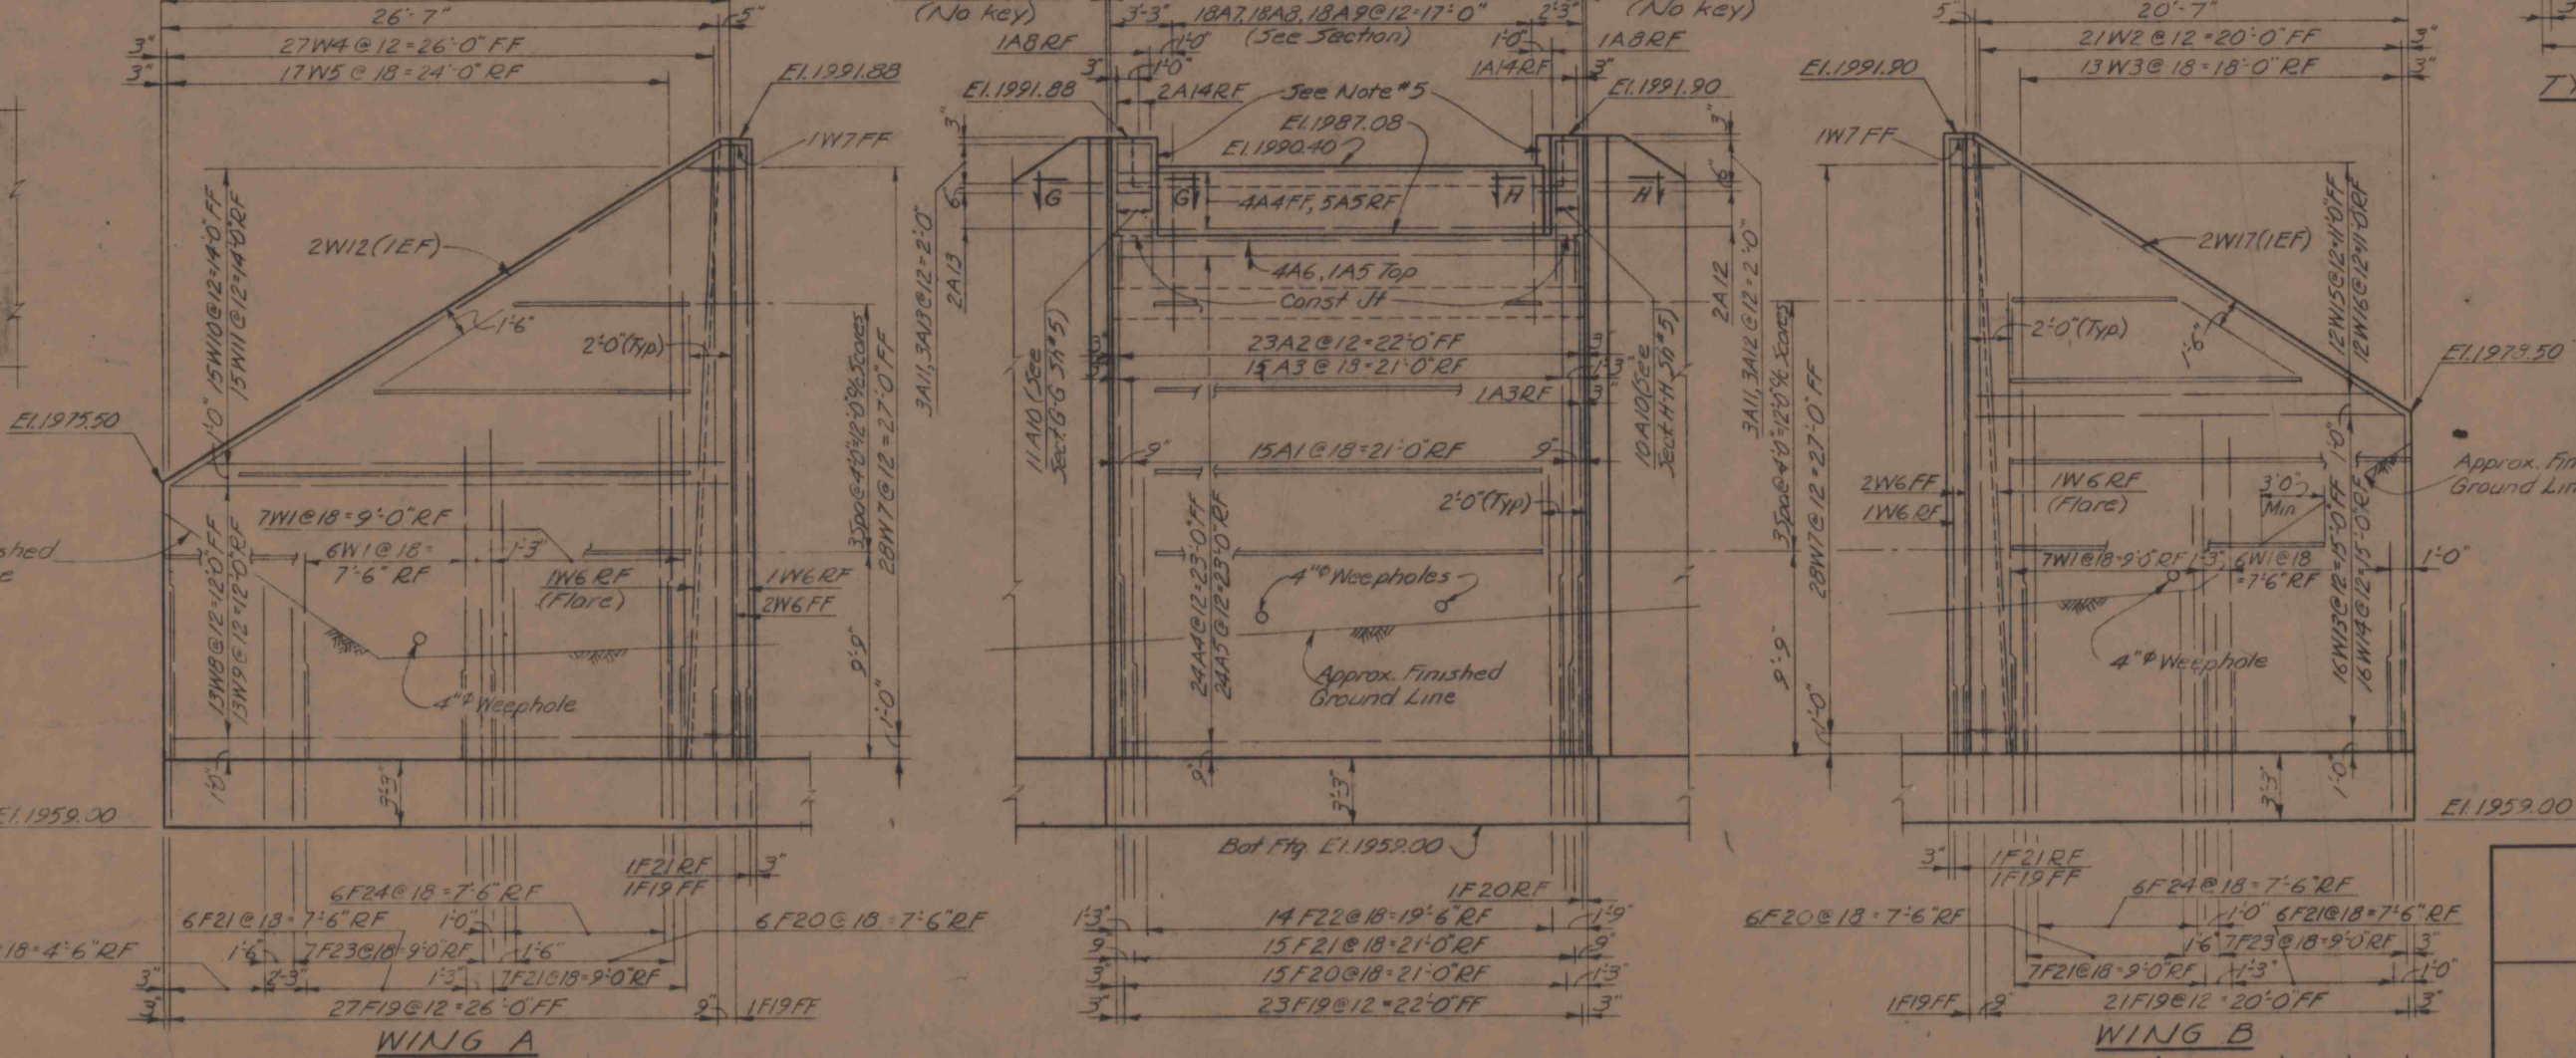 26'-7"
5"
3"
27W4@12=26'-0" FF
3"
17W5@18=24'-0" RF
El.1991.88
1W7FF
15W10@12=14'-0"FF
15W11@12=14'-0"RF
2W12(1EF)
1'-6"
2'-0"(Typ)
El.1975.50
1'-0"
7W1@18=9'-0"RF
6W1@18=
7'-6" RF
1'-3"
1W6RF
(Flare)
1W6RF
2W6FF
13W8@12=12'-0"FF
13W9@12=12'-0"RF
4"φ Weephole
3Spa@4'-0"=12'-0"% Scores
28W7@12=27'-0"FF
9'-9"
1'-0"
1'-0"
3'-3"
El.1959.00
1F21RF
1F19FF
3"
6F24@18=7'-6"RF
6F21@18=7'-6"RF
1'-0"
6F20@18=7'-6"RF
18=4'-6"RF
1'-6"
7F23@18=9'-0"RF
1'-6"
3"
2'-3"
1'-3"
7F21@18=9'-0"RF
3"
27F19@12=26'-0"FF
9"
1F19FF
WING A
(No key)
3'-3"
18A7,18A8,18A9@12=17'-0"
2'-3"
(No key)
(See Section)
1A8RF
1'-0"
1'-0"
1A8RF
3"
1'-0"
1A14RF
3"
El.1991.88
2A14RF
See Note #5
El.1991.90
El.1987.08
El.1990.40
3"
3"
6"
6"
G
G
H
H
4A4FF, 5A5RF
3A11,3A13@12=2'-0"
2A13
2A12
3A11,3A12@12=2'-0"
4A6, 1A5 Top
Const Jt
11A10(See
Sect.G-G Sh#5)
10A10(See
Sect H-H Sh#5)
3"
23A2@12=22'-0"FF
3"
3"
15A3@18=21'-0"RF
1'-3"
1A3RF
3"
9"
15A1@18=21'-0"RF
9"
2'-0"(Typ)
24A4@12=23'-0"FF
24A5@12=23'-0"RF
4"φ Weepholes
Approx. Finished
Ground Line
9"
3'-3"
Bot Ftg. El.1959.00
1F20RF
1'-3"
14F22@18=19'-6"RF
1'-9"
9
15F21@18=21'-0"RF
9"
3"
15F20@18=21'-0"RF
1'-3"
3"
23F19@12=22'-0"FF
3"
5"
20'-7"
21W2@12=20'-0"FF
3"
13W3@18=18'-0"RF
3"
El.1991.90
1W7FF
2W17(1EF)
12W15@12=11'-0"FF
12W16@12=11'-0"RF
2'-0"(Typ)
1'-6"
El.1978.50
1'-0"
Approx. Fin
Ground Lin
2W6FF
1W6RF
1W6RF
(Flare)
3'0"
Min
7W1@18=9'-0"RF
1'-3"
6W1@18
=7'-6"RF
1'-0"
3Spa@4'-0"=12'-0"% Scores
28W7@12=27'-0"FF
16W13@12=15'-0"FF
16W14@12=15'-0"RF
4"φ Weephole
9'-9"
1'-0"
3'-3"
1'-0"
El.1959.00
3"
1F21RF
1F19FF
6F24@18=7'-6"RF
6F20@18=7'-6"RF
1'-0"
6F21@18=7'-6"RF
1'-6"
7F23@18=9'-0"RF
3"
7F21@18=9'-0"RF
1'-3"
1'-0"
1F19FF
9"
21F19@12=20'-0"FF
3"
WING B